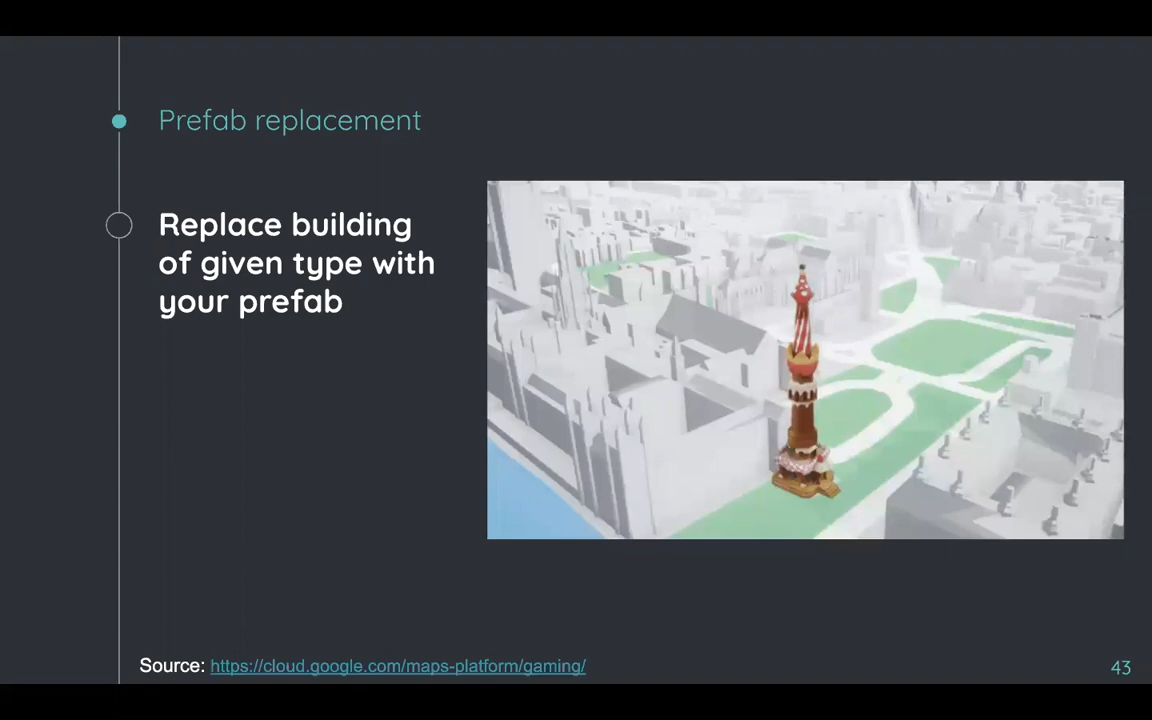 Prefab replacement
Replace building
of given type with
your prefab
Source: https://cloud.google.com/maps-platform/gaming/
43